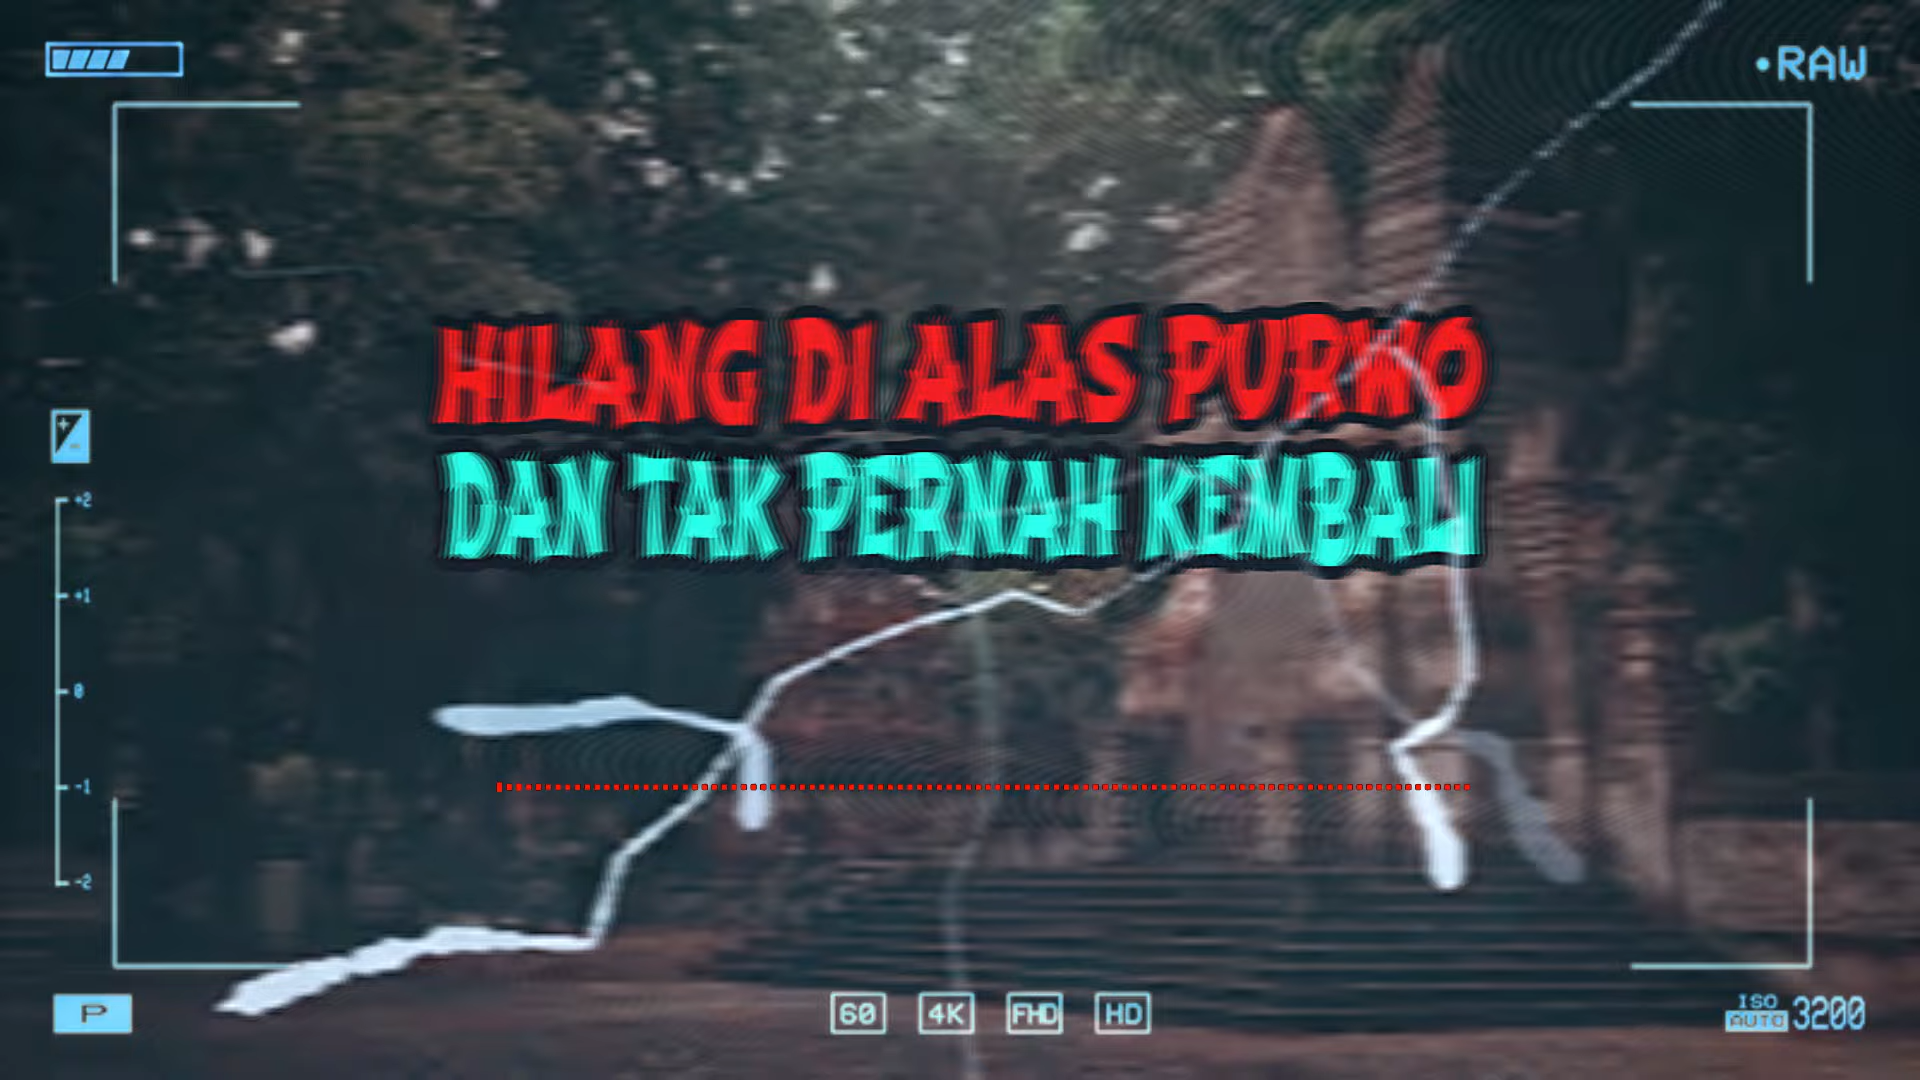 •RAW
HILANG DI ALAS PURWO
DAN TAK PERNAH KEMBALI
+2
+1
0
-1
-2
P
60 4K FHD HD
ISO AUTO 3200